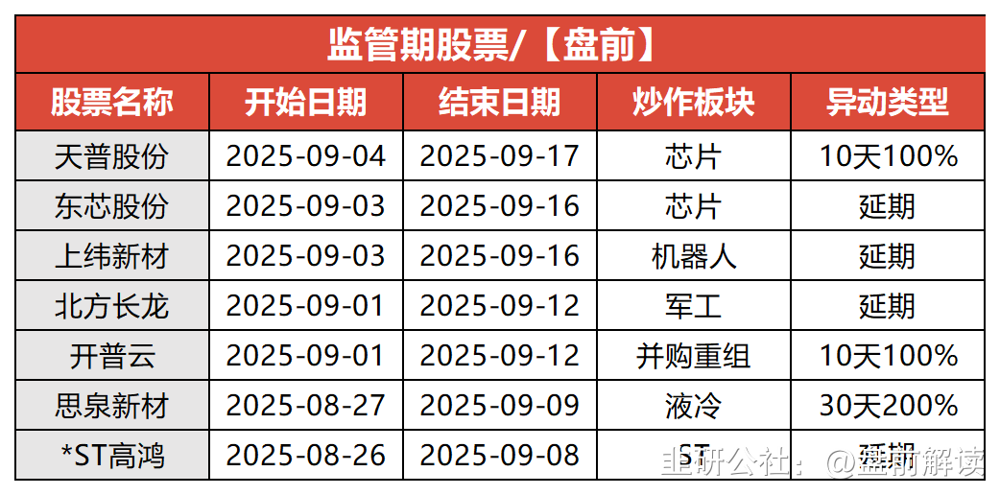 监管期股票/【盘前】
股票名称 开始日期 结束日期 炒作板块 异动类型
天普股份 2025-09-04 2025-09-17 芯片 10天100%
东芯股份 2025-09-03 2025-09-16 芯片 延期
上纬新材 2025-09-03 2025-09-16 机器人 延期
北方长龙 2025-09-01 2025-09-12 军工 延期
开普云 2025-09-01 2025-09-12 并购重组 10天100%
思泉新材 2025-08-27 2025-09-09 液冷 30天200%
*ST高鸿 2025-08-26 2025-09-08 ST 延期
韭研公社：@盘前解读